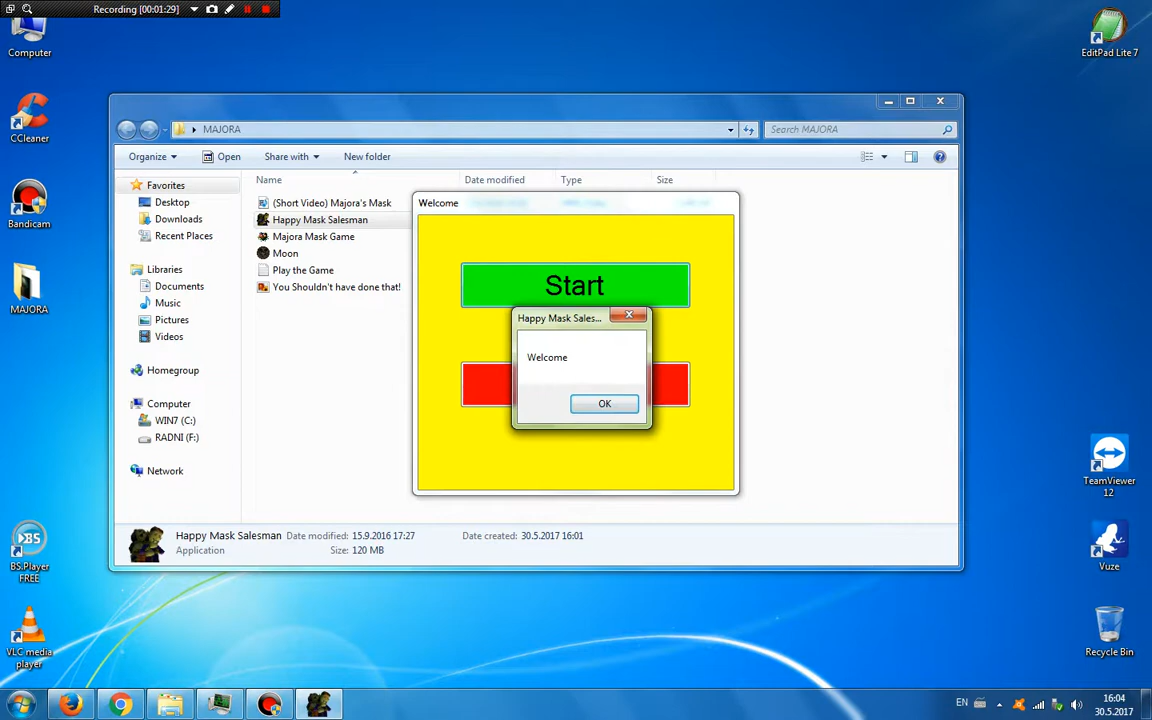 Recording [00:01:29]
Computer
EditPad Lite 7
CCleaner
Bandicam
MAJORA
BS.Player
FREE
VLC media
player
MAJORA
Search MAJORA
Organize
Open
Share with
New folder
Name
Date modified
Type
Size
Favorites
Desktop
Downloads
Recent Places
Libraries
Documents
Music
Pictures
Videos
Homegroup
Computer
WIN7 (C:)
RADNI (F:)
Network
(Short Video) Majora's Mask
Happy Mask Salesman
Majora Mask Game
Moon
Play the Game
You Shouldn't have done that!
Welcome
Start
Happy Mask Sales...
Welcome
OK
Happy Mask Salesman
Date modified: 15.9.2016 17:27
Date created: 30.5.2017 16:01
Application
Size: 120 MB
TeamViewer
12
Vuze
Recycle Bin
EN
16:04
30.5.2017